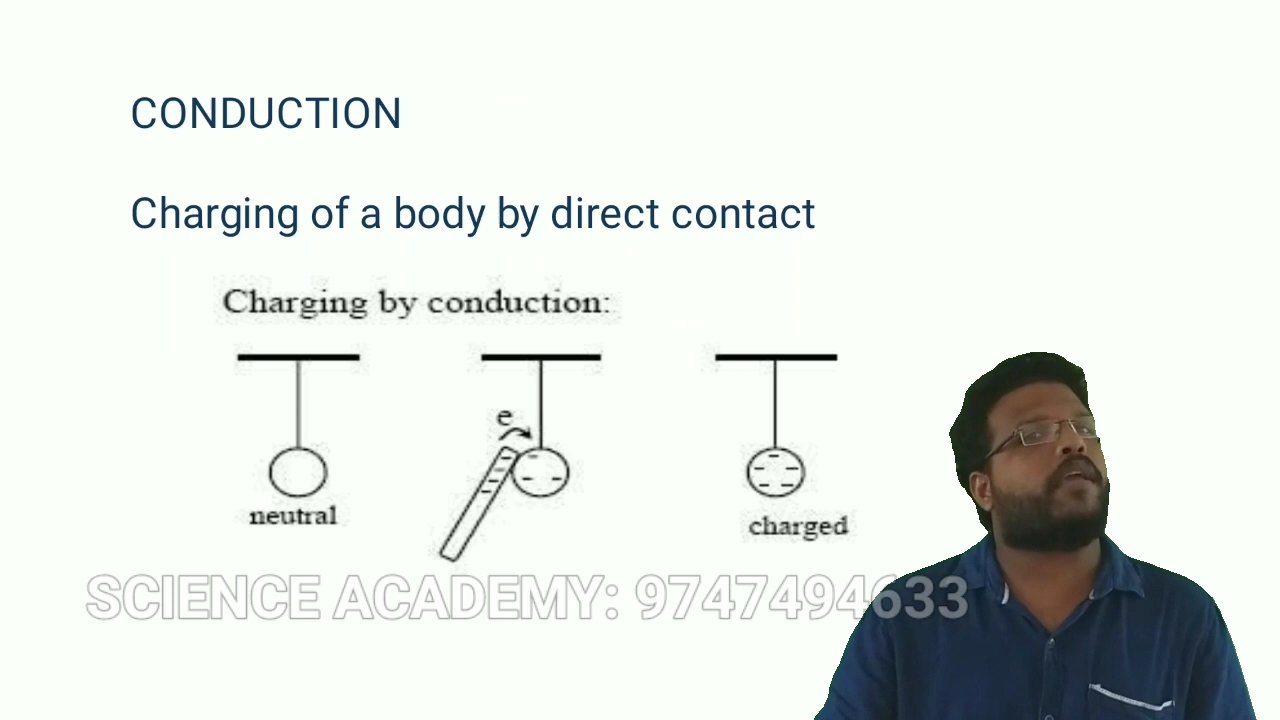 CONDUCTION
Charging of a body by direct contact
Charging by conduction:
e
neutral
charged
SCIENCE ACADEMY: 9747494633